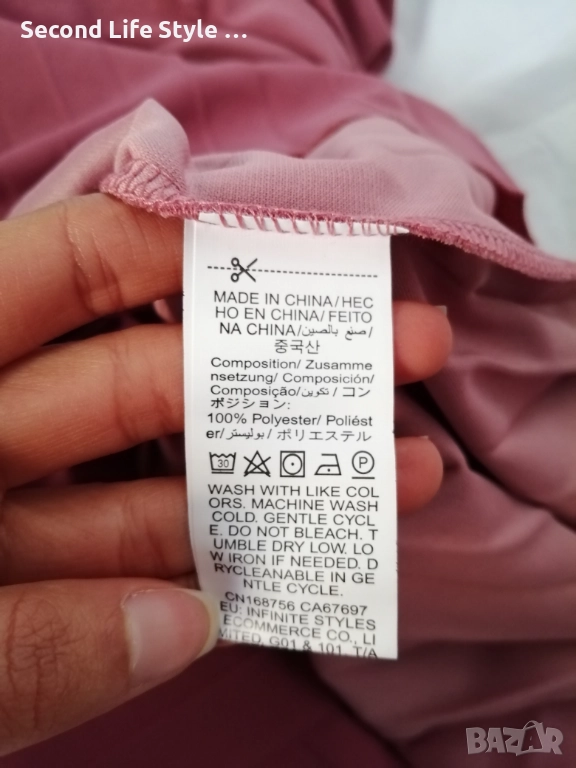 Second Life Style ...
MADE IN CHINA/HEC
HO EN CHINA/ FEITO
NA CHINA/صنع بالصين/
중국산
Composition/ Zusamme
nsetzung/ Composición/
Composição/تكوين/ コン
ポジション:
100% Polyester/ Poliést
er/بوليستر/ ポリエステル
30 P
WASH WITH LIKE COL
ORS. MACHINE WASH
COLD. GENTLE CYCL
E. DO NOT BLEACH. T
UMBLE DRY LOW. LO
W IRON IF NEEDED. D
RYCLEANABLE IN GE
NTLE CYCLE.
CN168756 CA67697
EU: INFINITE STYLES
ECOMMERCE CO., LI
MITED, G01 & 101, T/A
BAZAR